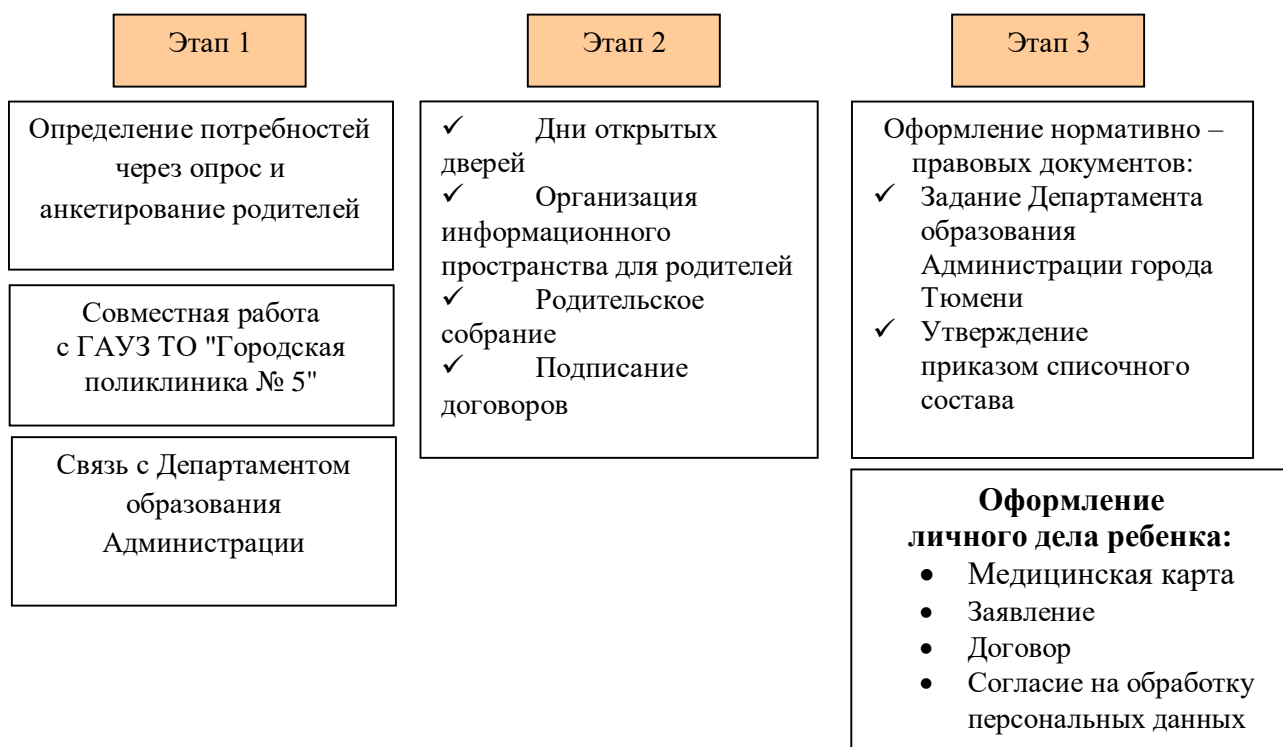 Этап 1
Определение потребностей
через опрос и
анкетирование родителей
Совместная работа
с ГАУЗ ТО "Городская
поликлиника № 5"
Связь с Департаментом
образования
Администрации
Этап 2
✓ Дни открытых
дверей
✓ Организация
информационного
пространства для родителей
✓ Родительское
собрание
✓ Подписание
договоров
Этап 3
Оформление нормативно –
правовых документов:
✓ Задание Департамента
образования
Администрации города
Тюмени
✓ Утверждение
приказом списочного
состава
Оформление
личного дела ребенка:
• Медицинская карта
• Заявление
• Договор
• Согласие на обработку
персональных данных